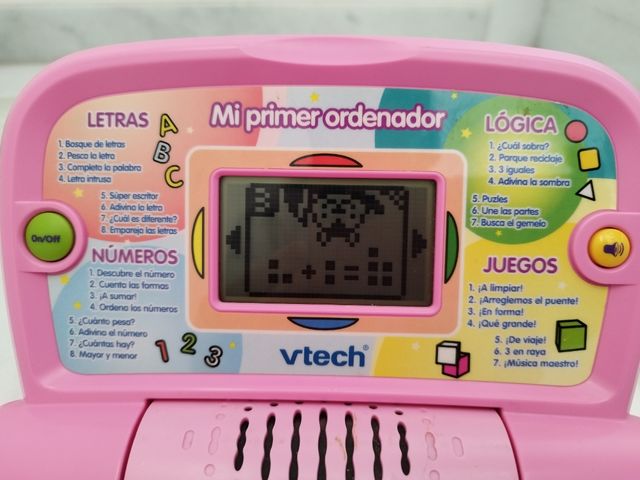 Mi primer ordenador
LETRAS
A
B
C
1. Bosque de letras
2. Pesca la letra
3. Completa la palabra
4. Letra intrusa
5. Súper escritor
6. Adivina la letra
7. ¿Cuál es diferente?
8. Empareja las letras
On/Off
NÚMEROS
1. Descubre el número
2. Cuenta las formas
3. ¡A sumar!
4. Ordena los números
5. ¿Cuánto pesa?
6. Adivina el número
7. ¿Cuántas hay?
8. Mayor y menor
1 2 3
3
+ =
vtech®
LÓGICA
1. ¿Cuál sobra?
2. Parque reciclaje
3. 3 iguales
4. Adivina la sombra
5. Puzles
6. Une las partes
7. Busca el gemelo
JUEGOS
1. ¡A limpiar!
2. ¡Arreglemos el puente!
3. ¡En forma!
4. ¡Qué grande!
5. ¡De viaje!
6. 3 en raya
7. ¡Música maestro!